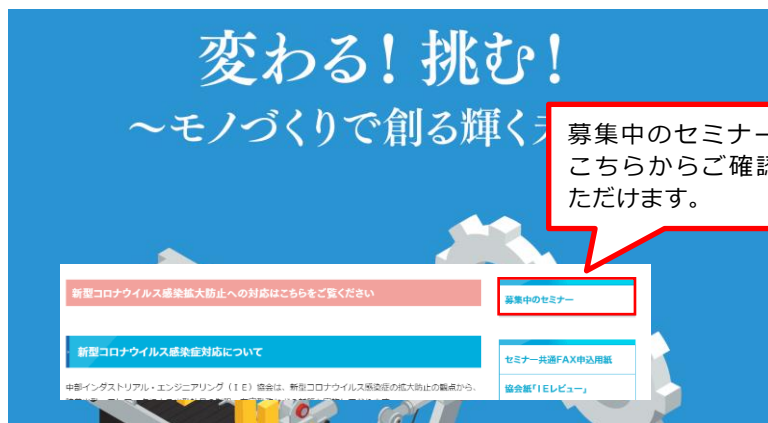 変わる！挑む！
～モノづくりで創る輝く
募集中のセミナー
こちらからご確認
ただけます。
新型コロナウイルス感染拡大防止への対応はこちらをご覧ください
募集中のセミナー
新型コロナウイルス感染症対応について
セミナー共通FAX申込用紙
中部インダストリアル・エンジニアリング（ＩＥ）協会は、新型コロナウイルス感染症の拡大防止の観点から、
協会紙「ＩＥレビュー」